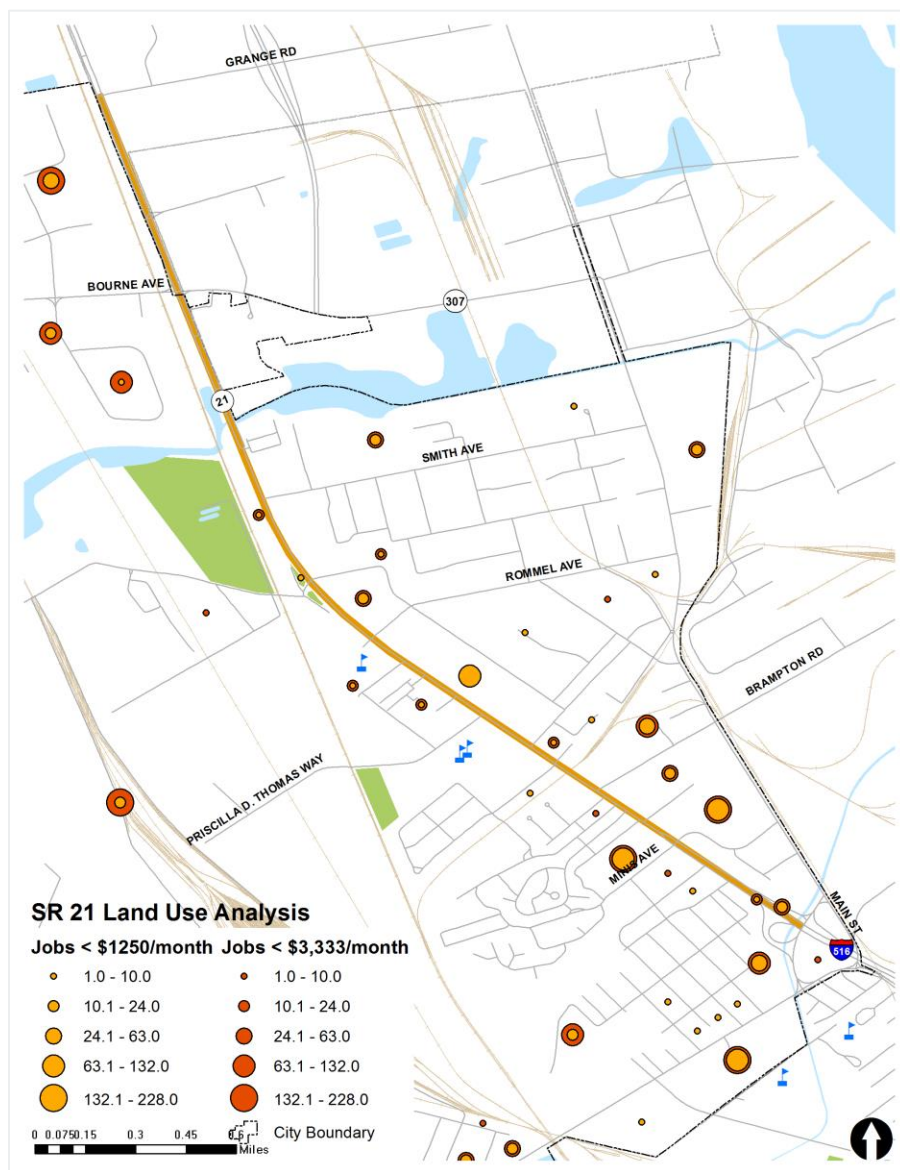 GRANGE RD
BOURNE AVE
307
21
SMITH AVE
ROMMEL AVE
BRAMPTON RD
PRISCILLA D. THOMAS WAY
MINIS AVE
MAIN ST
516
SR 21 Land Use Analysis
Jobs < $1250/month Jobs < $3,333/month
1.0 - 10.0 1.0 - 10.0
10.1 - 24.0 10.1 - 24.0
24.1 - 63.0 24.1 - 63.0
63.1 - 132.0 63.1 - 132.0
132.1 - 228.0 132.1 - 228.0
City Boundary
0 0.075 0.15 0.3 0.45 0.6
Miles